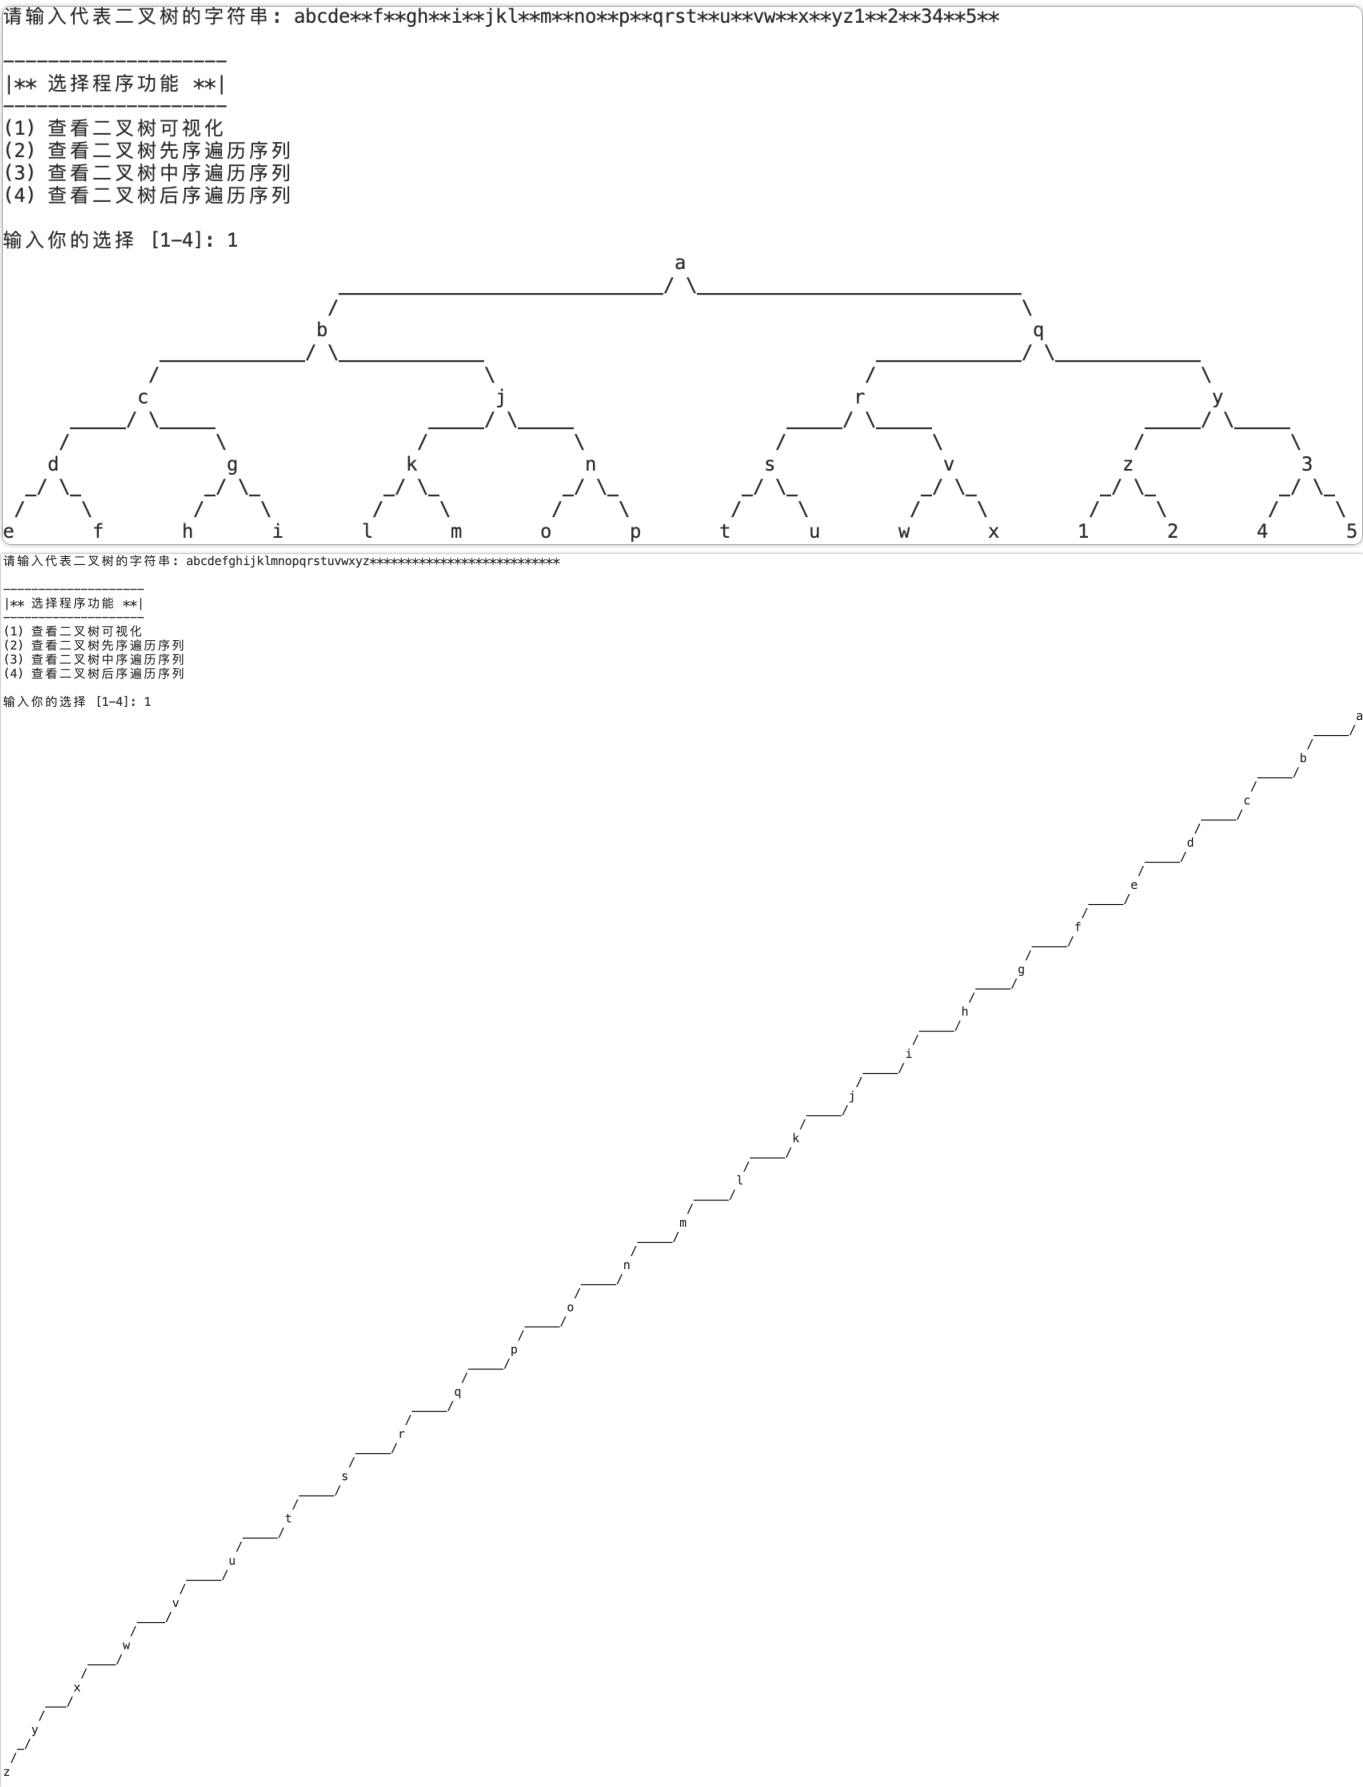 请输入代表二叉树的字符串: abcde**f**gh**i**jkl**m**no**p**qrst**u**vw**x**yz1**2**34**5**
--------------------
|** 选择程序功能 **|
--------------------
(1) 查看二叉树可视化
(2) 查看二叉树先序遍历序列
(3) 查看二叉树中序遍历序列
(4) 查看二叉树后序遍历序列
输入你的选择 [1-4]: 1
a
b q
c j r y
d g k n s v z 3
e f h i l m o p t u w x 1 2 4 5
请输入代表二叉树的字符串: abcdefghijklmnopqrstuvwxyz***************************
--------------------
|** 选择程序功能 **|
--------------------
(1) 查看二叉树可视化
(2) 查看二叉树先序遍历序列
(3) 查看二叉树中序遍历序列
(4) 查看二叉树后序遍历序列
输入你的选择 [1-4]: 1
a
b
c
d
e
f
g
h
i
j
k
l
m
n
o
p
q
r
s
t
u
v
w
x
y
z